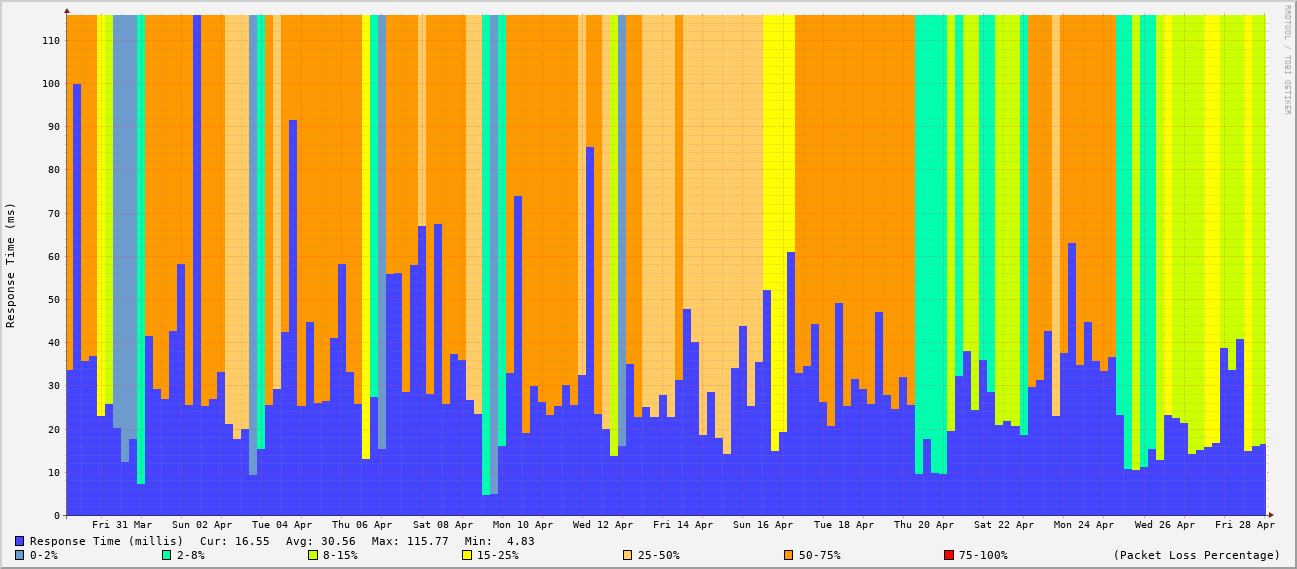 RRDTOOL / TOBI OETIKER
Response Time (ms)
110
100
90
80
70
60
50
40
30
20
10
0
Fri 31 Mar Sun 02 Apr Tue 04 Apr Thu 06 Apr Sat 08 Apr Mon 10 Apr Wed 12 Apr Fri 14 Apr Sun 16 Apr Tue 18 Apr Thu 20 Apr Sat 22 Apr Mon 24 Apr Wed 26 Apr Fri 28 Apr
Response Time (millis) Cur: 16.55 Avg: 30.56 Max: 115.77 Min: 4.83
0-2% 2-8% 8-15% 15-25% 25-50% 50-75% 75-100% (Packet Loss Percentage)